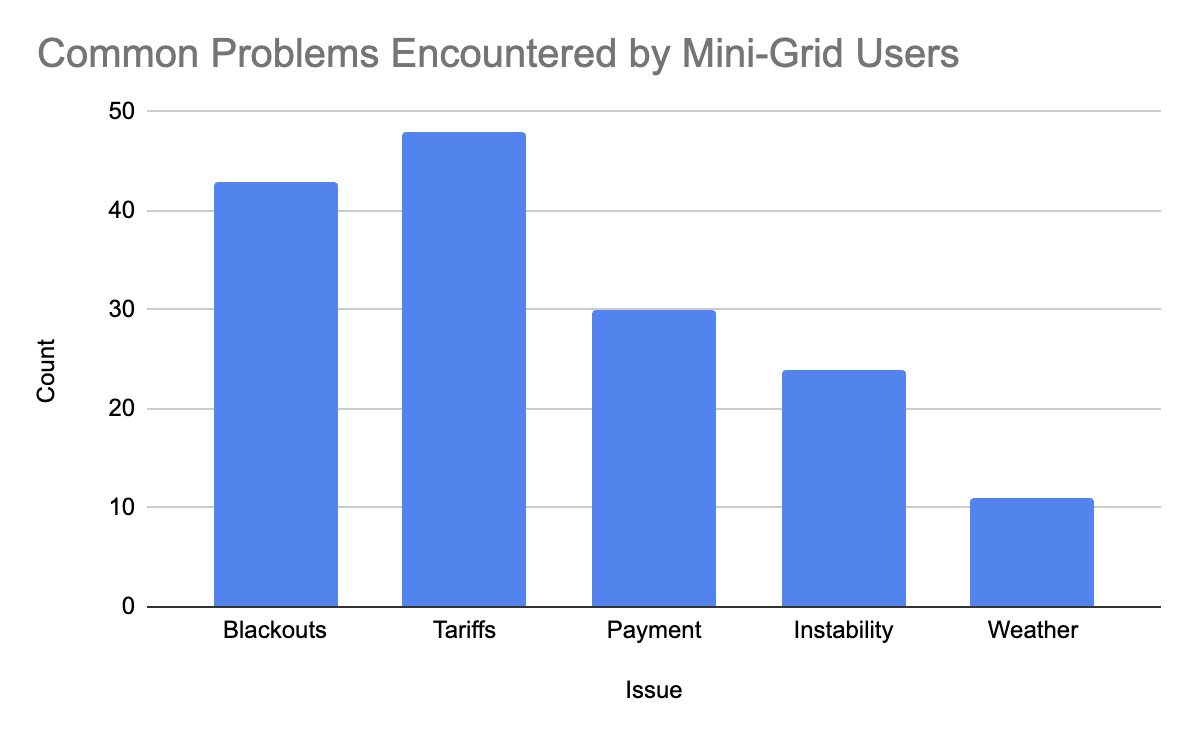 Common Problems Encountered by Mini-Grid Users
50
40
30
20
10
0
Count
Blackouts Tariffs Payment Instability Weather
Issue